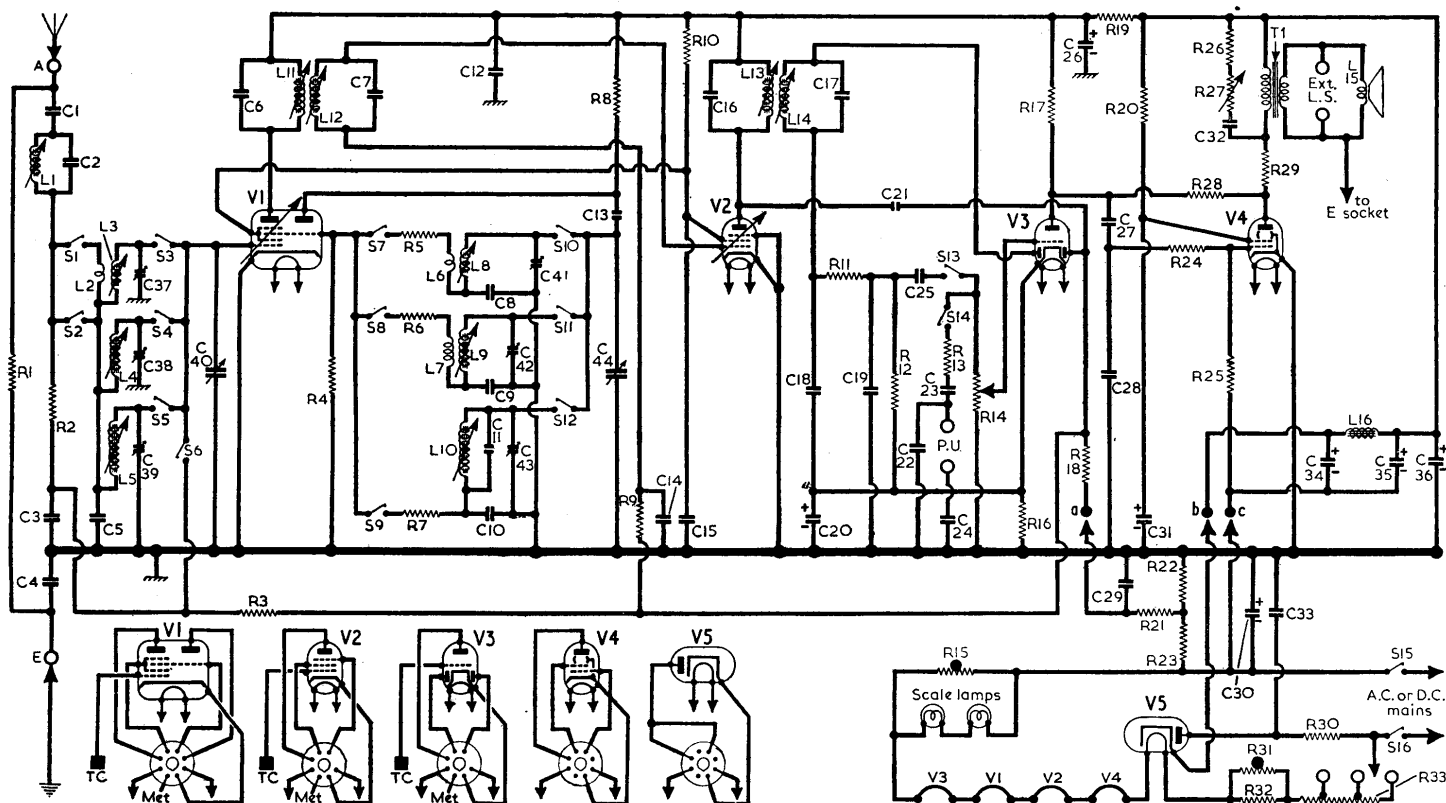 A
C1
C2
L1
R1
R2
C3
C4
E
S1
S2
L2
L3
L4
L5
C37
C38
C39
S3
S4
S5
S6
C5
C40
R3
V1
C6
L11
L12
C7
R4
S7
S8
S9
R5
R6
R7
L6
L7
L8
L9
L10
C8
C9
C10
C11
C41
C42
C43
S10
S11
S12
C12
R8
C13
C44
R9
C14
R10
C15
V2
C16
L13
L14
C17
C21
C18
R11
C19
R12
C25
S13
S14
R13
C23
C22
P.U.
C24
R14
C20
R16
V3
R17
C26
R19
R18
a
R20
C27
C28
R28
R24
R25
C31
V4
R26
R27
C32
T1
R29
Ext. L.S.
L15
to E socket
L16
b
c
C34
C35
C36
C29
R21
R22
R23
C30
C33
S15
A.C. or D.C. mains
S16
R30
R31
R32
R33
V5
R15
Scale lamps
V3
V1
V2
V4
V1
TC
Met
V2
TC
Met
V3
TC
Met
V4
V5